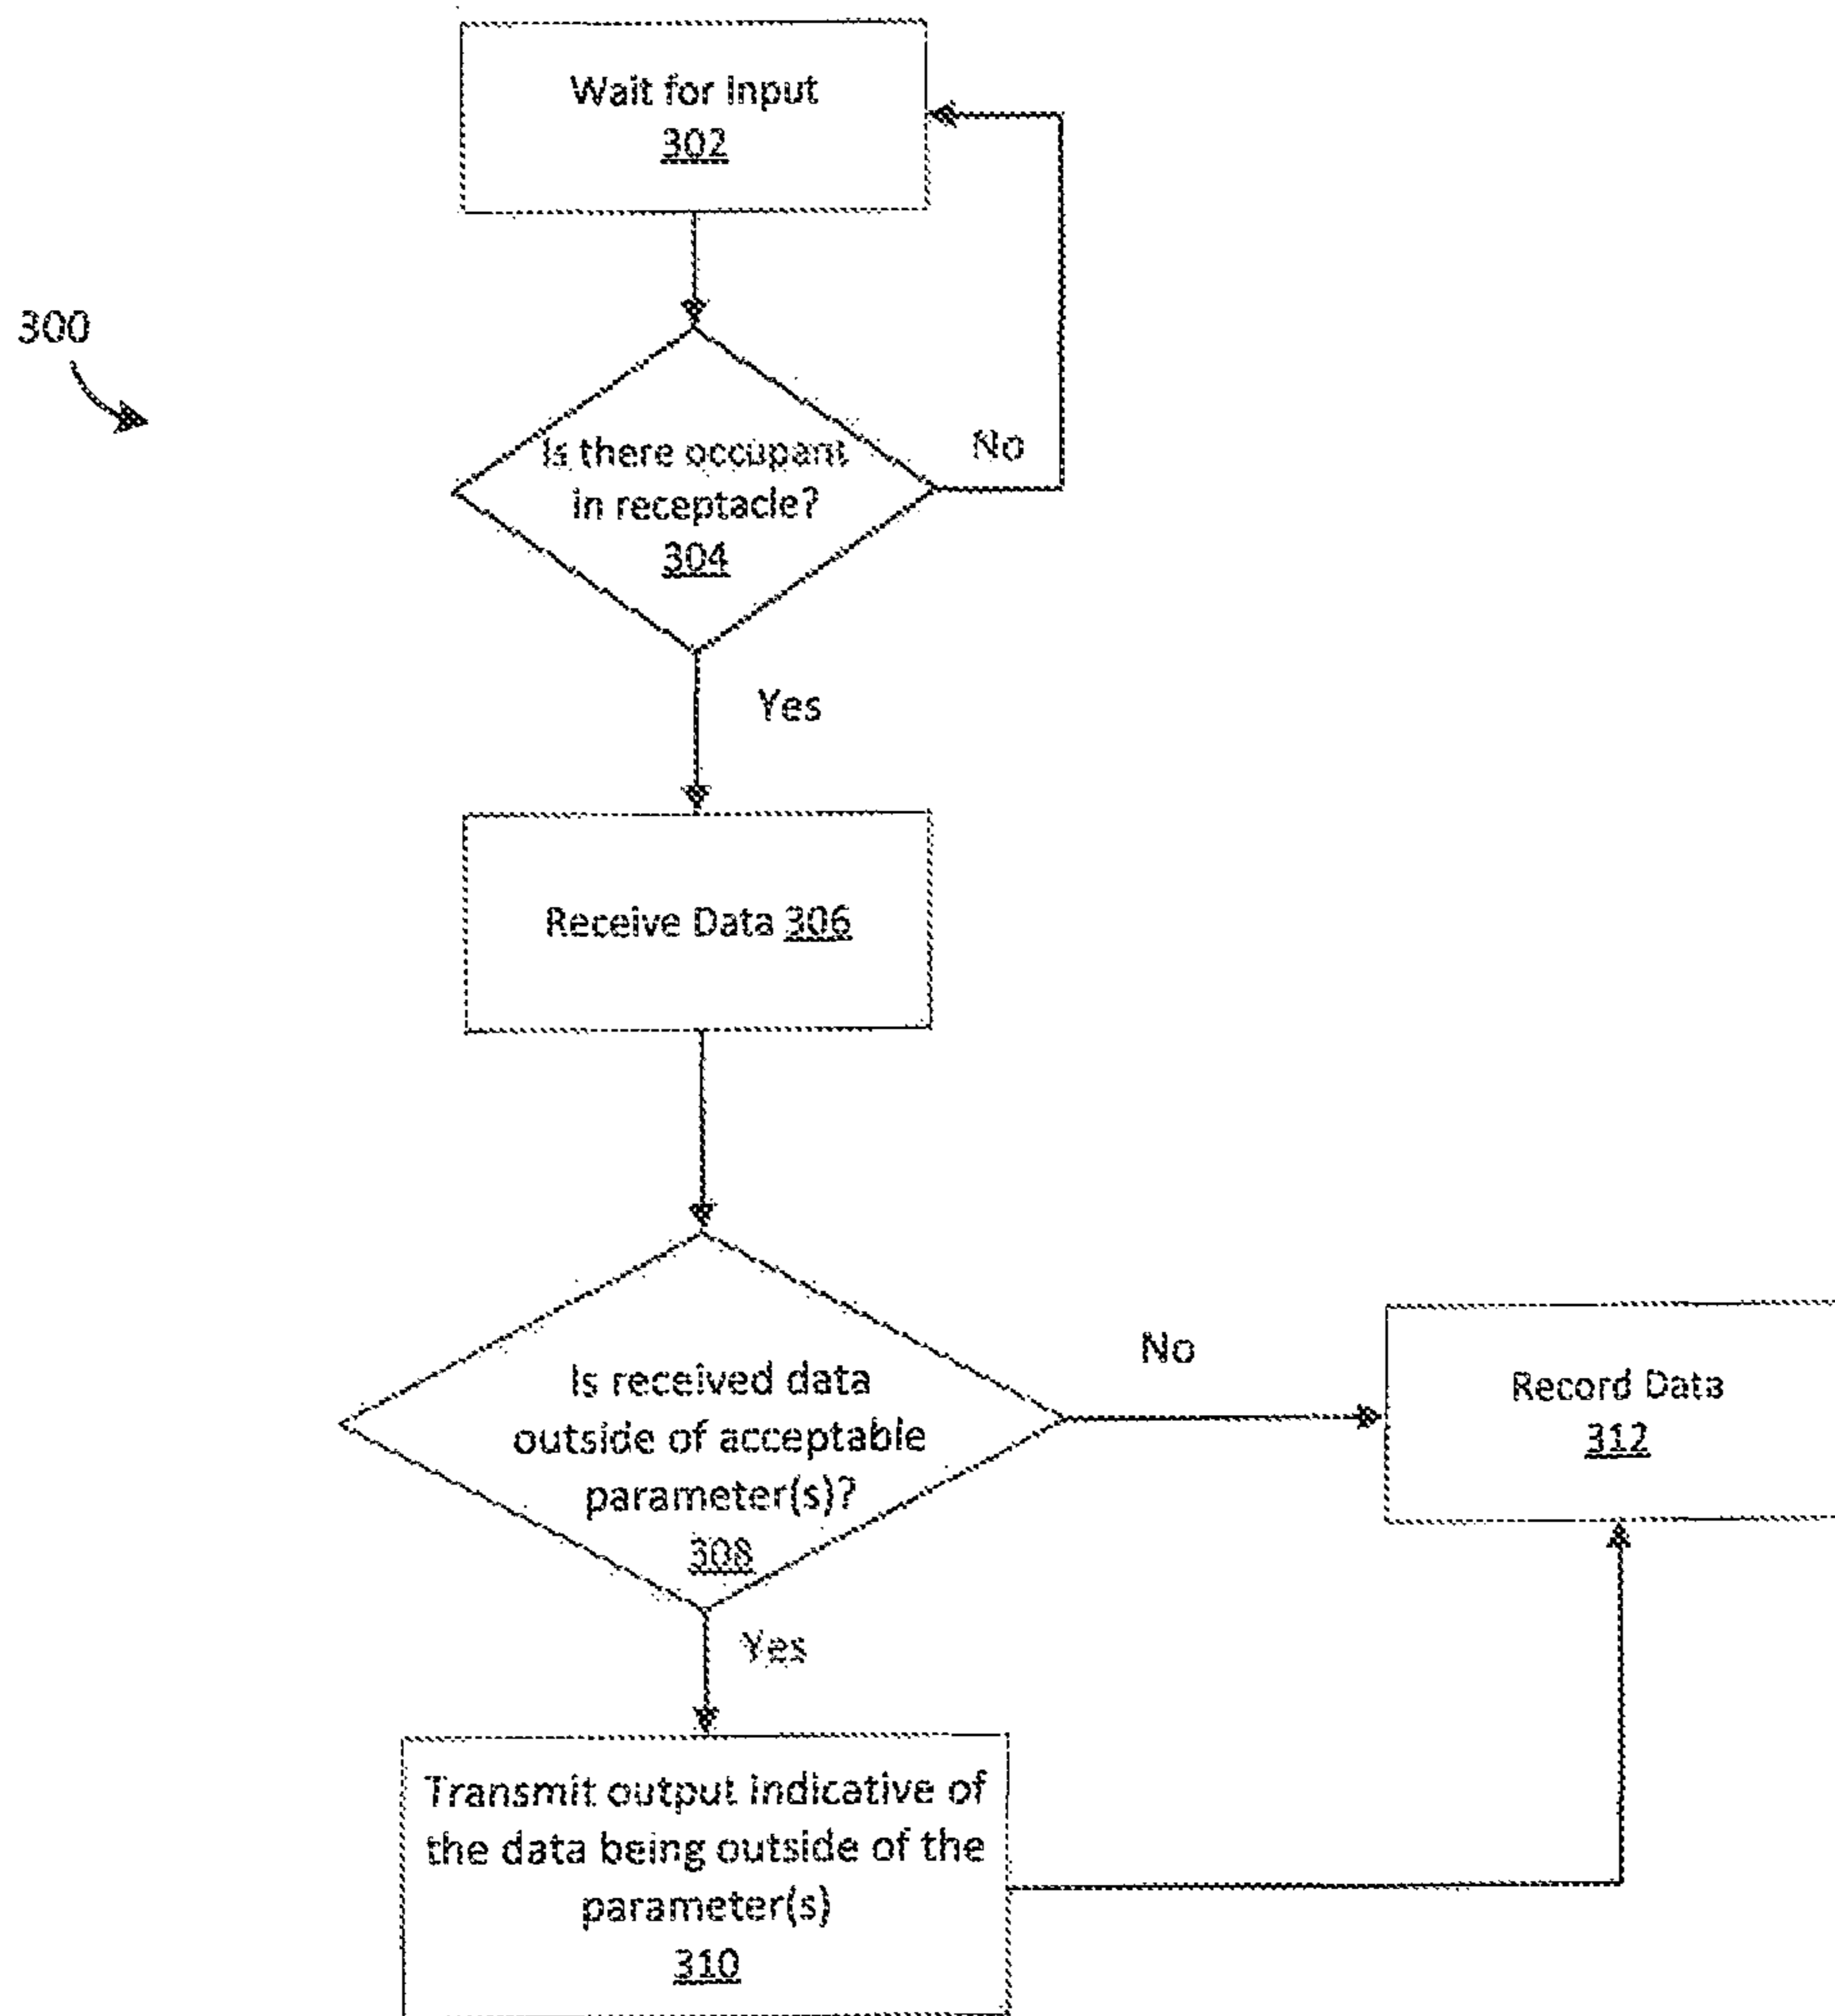 Wait for Input
302
300
Is there occupant
in receptacle?
304
No
Yes
Receive Data 306
Is received data
outside of acceptable
parameter(s)?
308
No
Record Data
312
Yes
Transmit output indicative of
the data being outside of the
parameter(s)
310